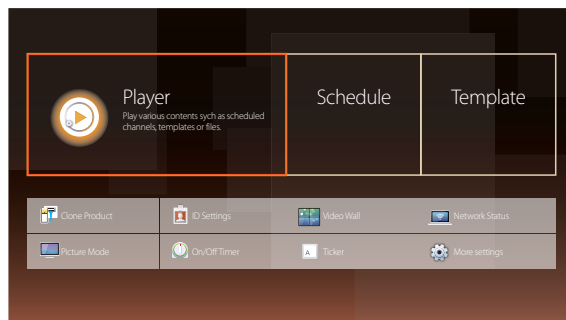 Player
Play various contents sych as scheduled
channels, templates or files.
Schedule
Template
Clone Product
ID Settings
Video Wall
Network Status
Picture Mode
On/Off Timer
A Ticker
More settings